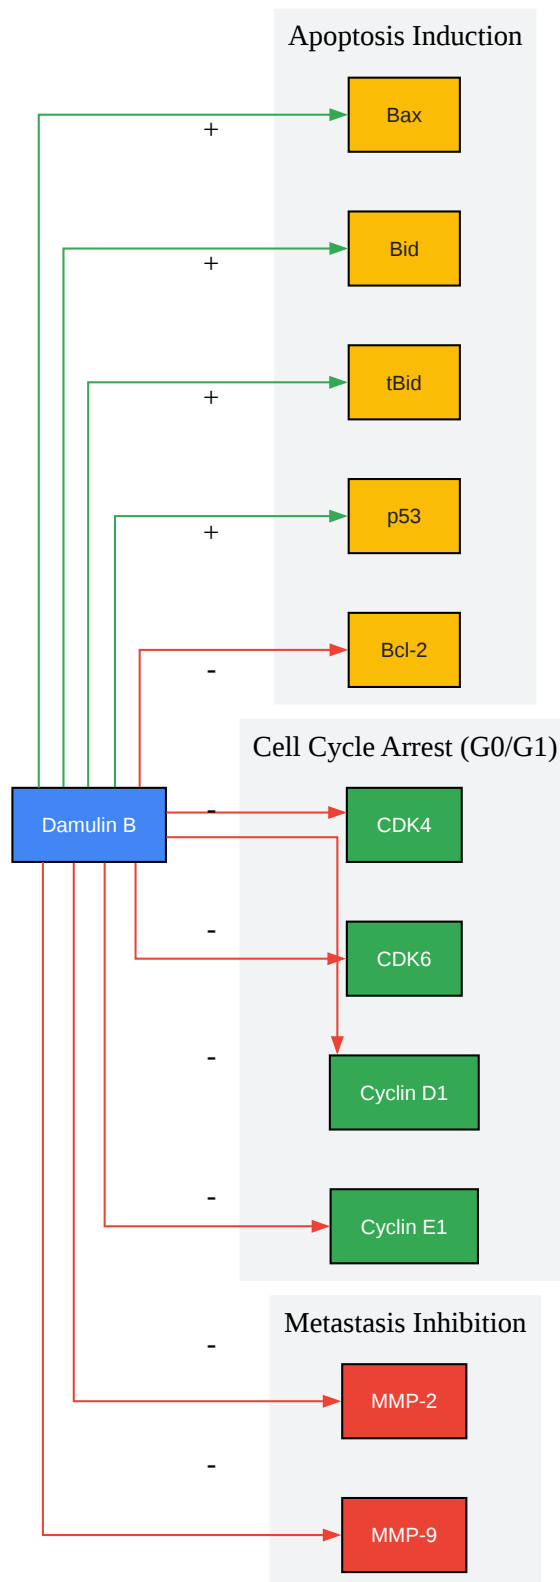 Apoptosis Induction
Bax
+
Bid
+
tBid
+
p53
+
Bcl-2
-
Cell Cycle Arrest (G0/G1)
Damulin B
-
CDK4
-
CDK6
-
Cyclin D1
-
Cyclin E1
Metastasis Inhibition
-
MMP-2
-
MMP-9